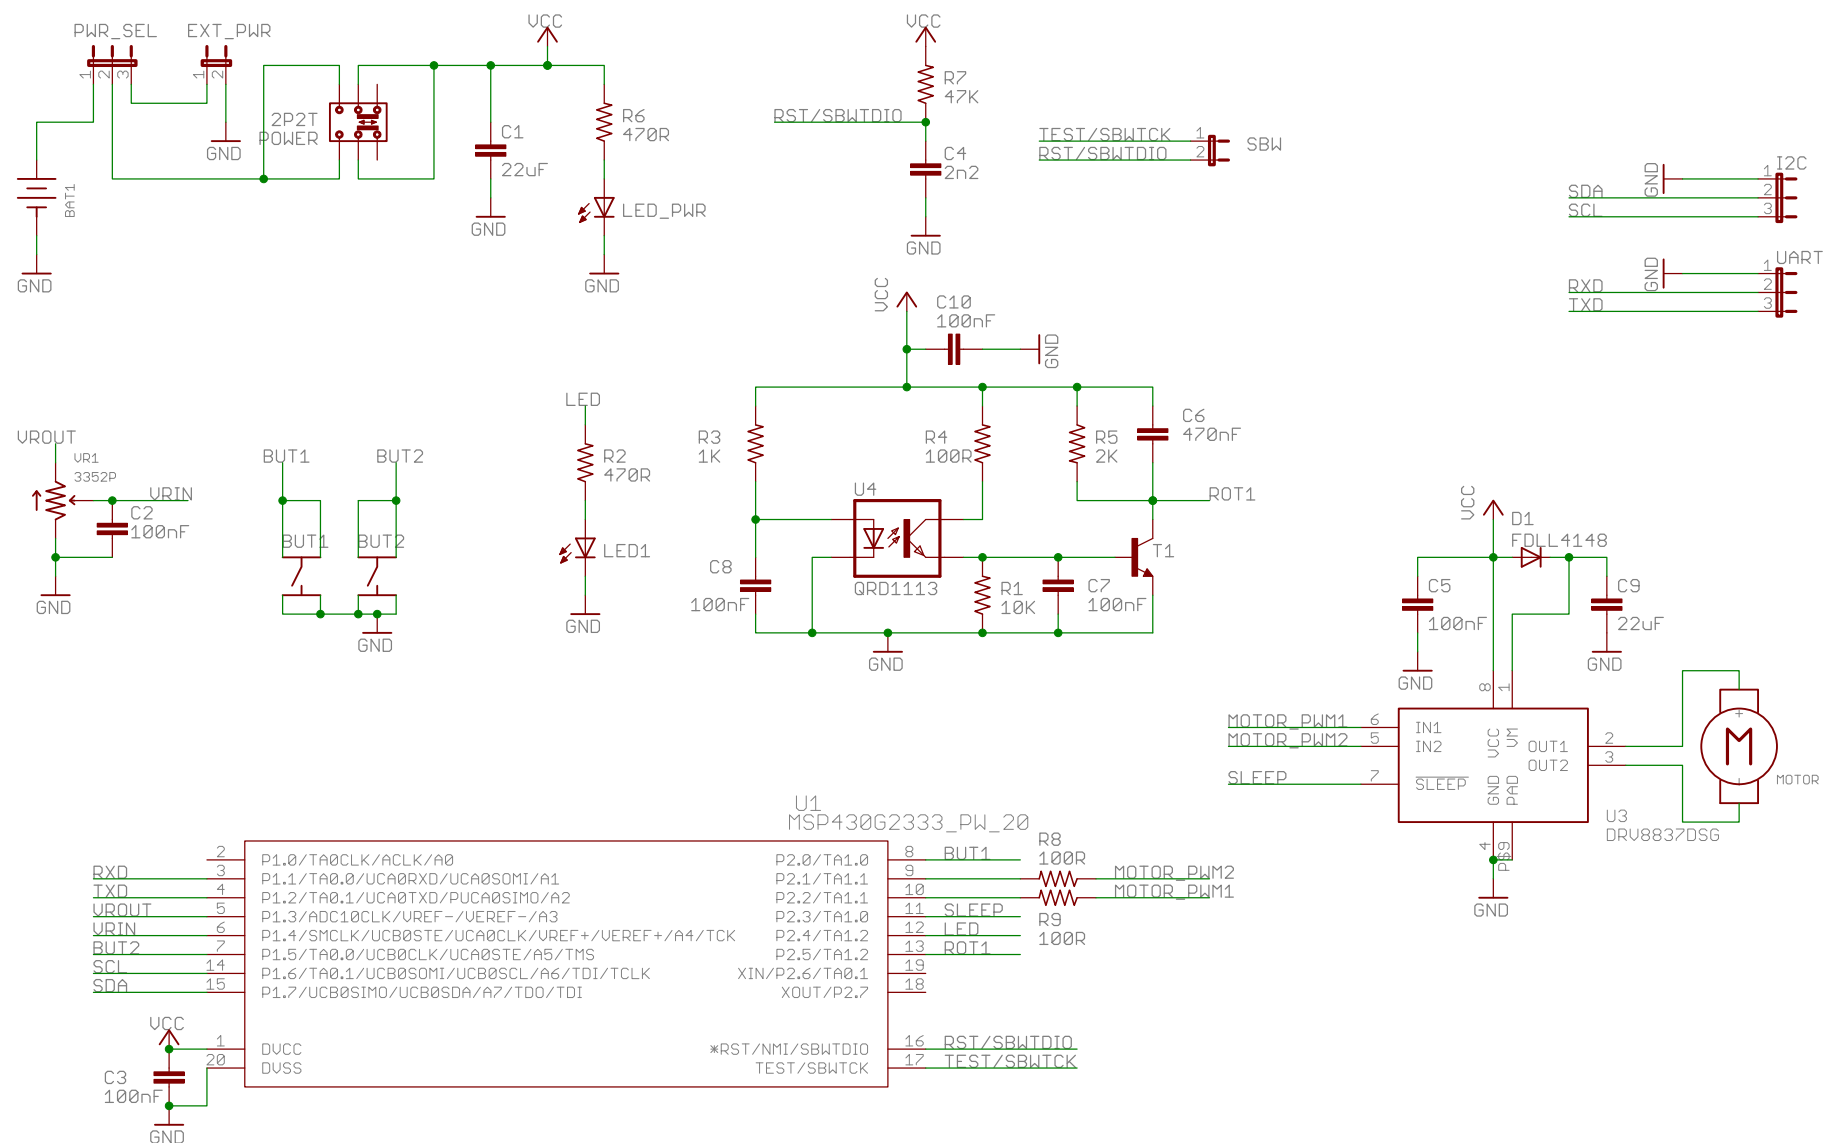 PWR_SEL
1
2
3
EXT_PWR
1
2
GND
2P2T
POWER
BAT1
GND
VCC
C1
22uF
GND
R6
470R
LED_PWR
GND
VCC
R7
47K
RST/SBWTDIO
C4
2n2
GND
TEST/SBWTCK
RST/SBWTDIO
1
2
SBW
I2C
GND
1
SDA
2
SCL
3
UART
GND
1
RXD
2
TXD
3
VROUT
VR1
3352P
VRIN
C2
100nF
GND
BUT1
BUT2
BUT1
BUT2
GND
LED
R2
470R
LED1
GND
VCC
C10
100nF
GND
R3
1K
R4
100R
R5
2K
C6
470nF
ROT1
U4
QRD1113
T1
C8
100nF
R1
10K
C7
100nF
GND
VCC
D1
FDLL4148
C5
100nF
GND
C9
22uF
GND
8
1
MOTOR_PWM1
6
IN1
MOTOR_PWM2
5
IN2
SLEEP
7
SLEEP
VCC
VM
GND
PAD
OUT1
2
OUT2
3
+
M
-
MOTOR
U3
DRV8837DSG
4
GND
U1
MSP430G2333_PW_20
2
P1.0/TA0CLK/ACLK/A0
RXD
3
P1.1/TA0.0/UCA0RXD/UCA0SOMI/A1
TXD
4
P1.2/TA0.1/UCA0TXD/PUCA0SIMO/A2
VROUT
5
P1.3/ADC10CLK/VREF-/VEREF-/A3
VRIN
6
P1.4/SMCLK/UCB0STE/UCA0CLK/VREF+/VEREF+/A4/TCK
BUT2
7
P1.5/TA0.0/UCB0CLK/UCA0STE/A5/TMS
SCL
14
P1.6/TA0.1/UCB0SOMI/UCB0SCL/A6/TDI/TCLK
SDA
15
P1.7/UCB0SIMO/UCB0SDA/A7/TDO/TDI
P2.0/TA1.0
8
BUT1
P2.1/TA1.1
9
R8
100R
MOTOR_PWM2
P2.2/TA1.1
10
MOTOR_PWM1
R9
100R
P2.3/TA1.0
11
SLEEP
P2.4/TA1.2
12
LED
P2.5/TA1.2
13
ROT1
XIN/P2.6/TA0.1
19
XOUT/P2.7
18
VCC
1
DVCC
20
DVSS
*RST/NMI/SBWTDIO
16
RST/SBWTDIO
TEST/SBWTCK
17
TEST/SBWTCK
C3
100nF
GND